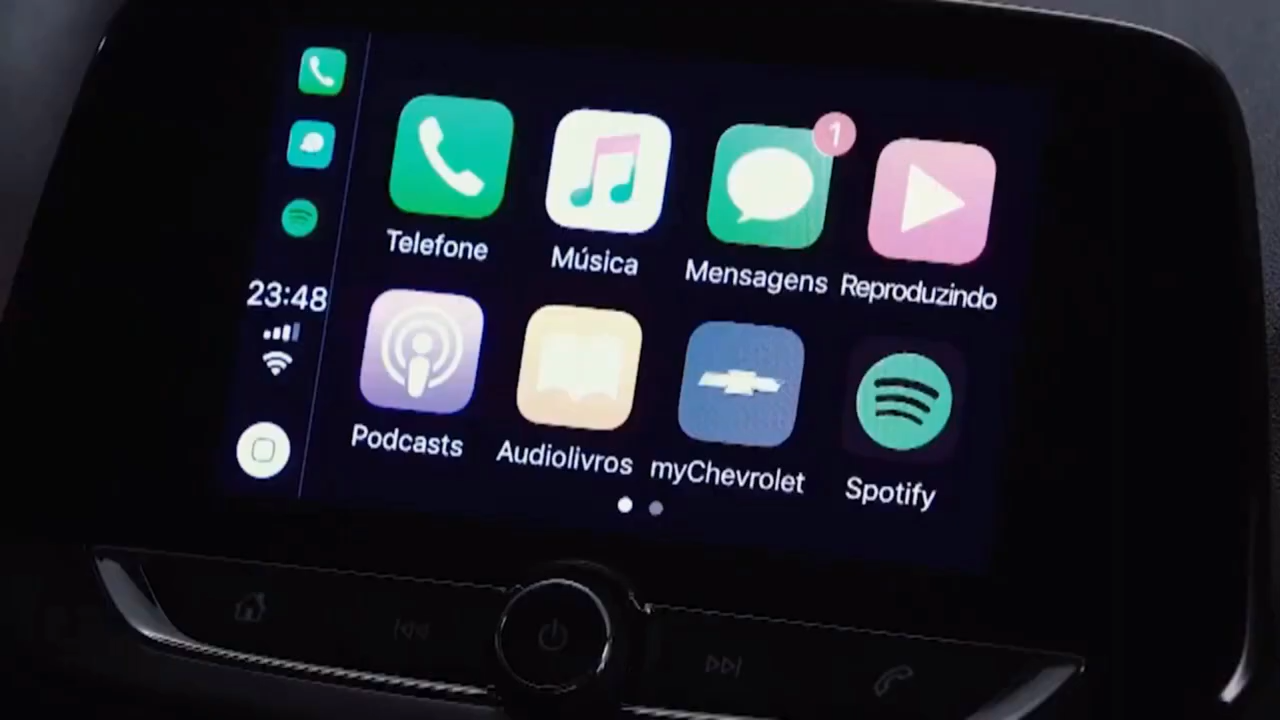 Telefone
Música
1
Mensagens
Reproduzindo
23:48
Podcasts
Audiolivros
myChevrolet
Spotify